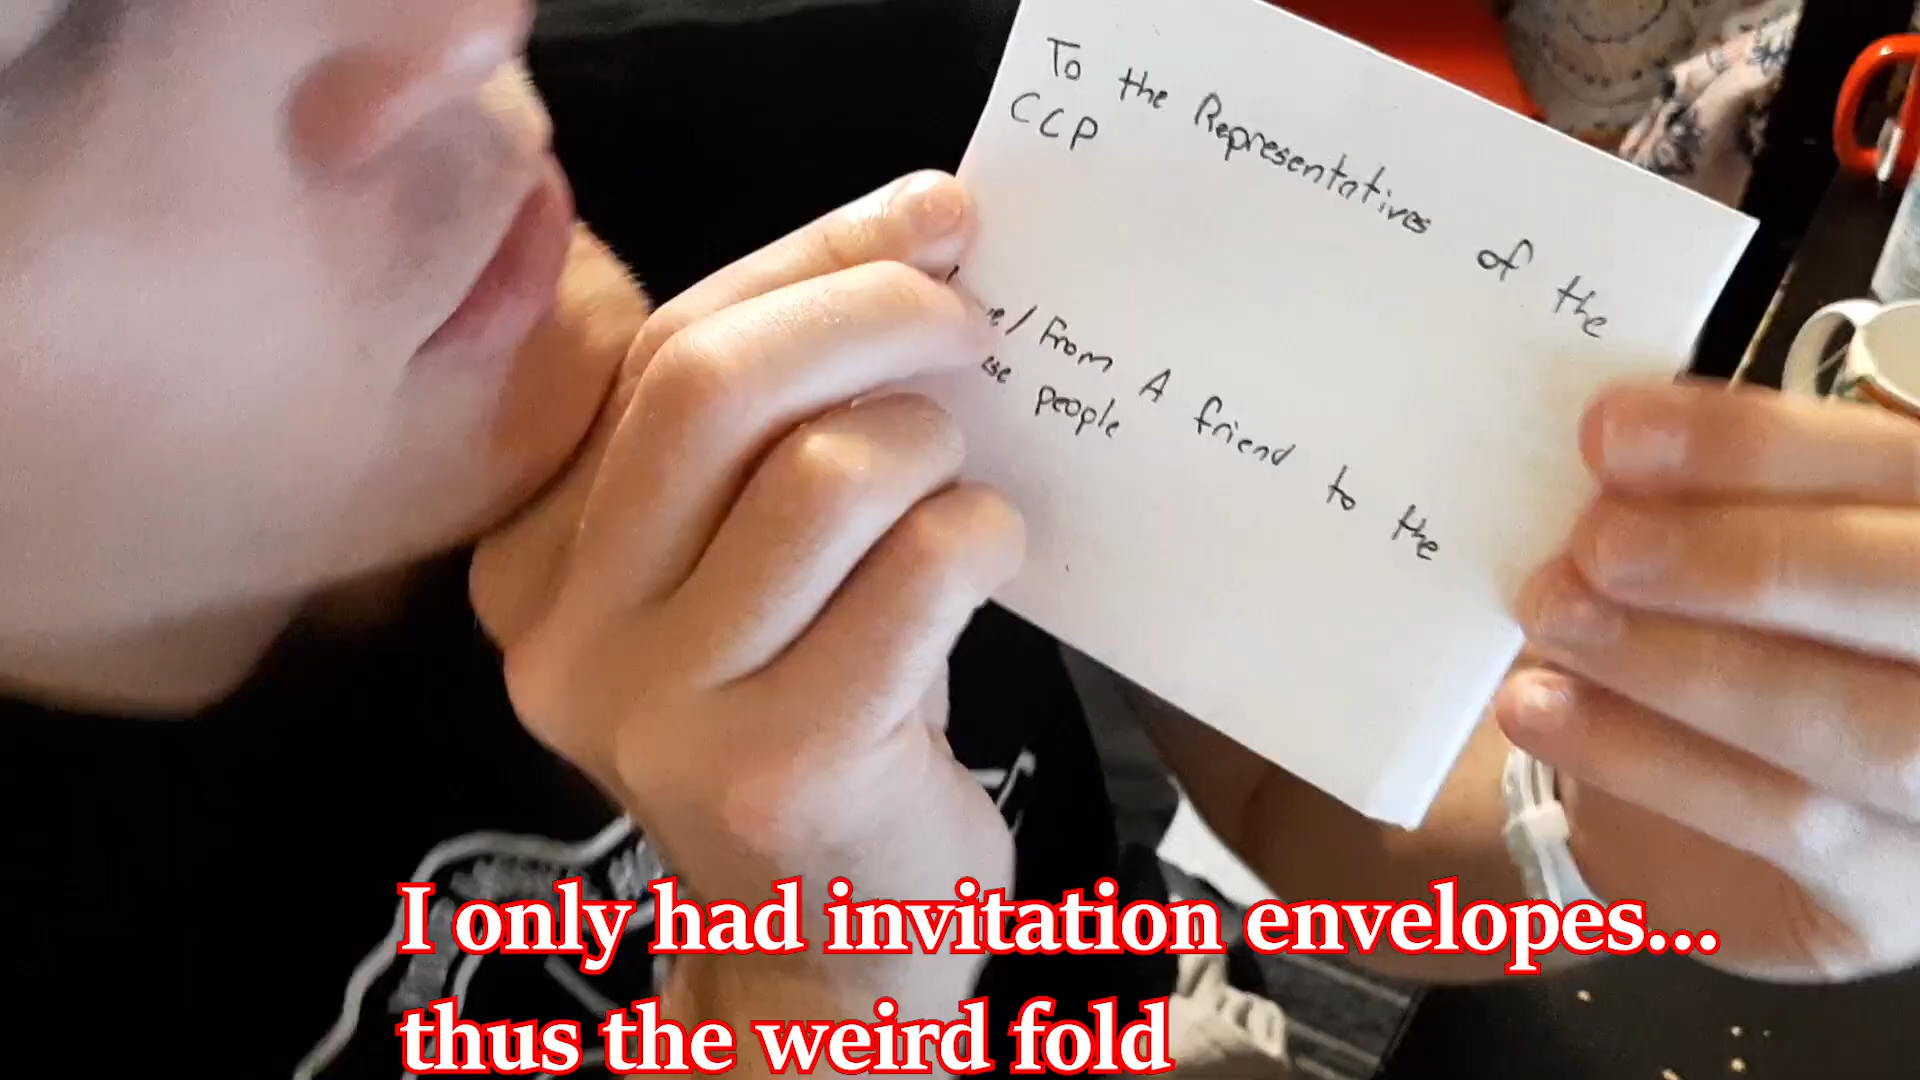 To the Representatives of the
CCP
/ From A friend to the
people
I only had invitation envelopes...
thus the weird fold